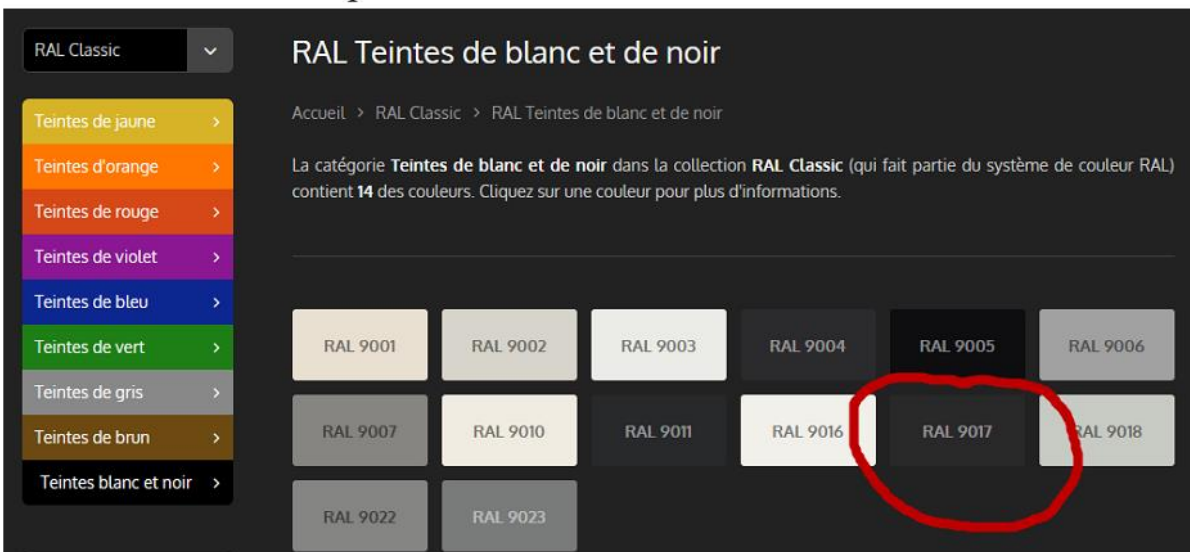 RAL Classic
RAL Teintes de blanc et de noir
Teintes de jaune
Teintes d'orange
Teintes de rouge
Teintes de violet
Teintes de bleu
Teintes de vert
Teintes de gris
Teintes de brun
Teintes blanc et noir
Accueil > RAL Classic > RAL Teintes de blanc et de noir
La catégorie Teintes de blanc et de noir dans la collection RAL Classic (qui fait partie du système de couleur RAL)
contient 14 des couleurs. Cliquez sur une couleur pour plus d'informations.
RAL 9001 RAL 9002 RAL 9003 RAL 9004 RAL 9005 RAL 9006
RAL 9007 RAL 9010 RAL 9011 RAL 9016 RAL 9017 RAL 9018
RAL 9022 RAL 9023